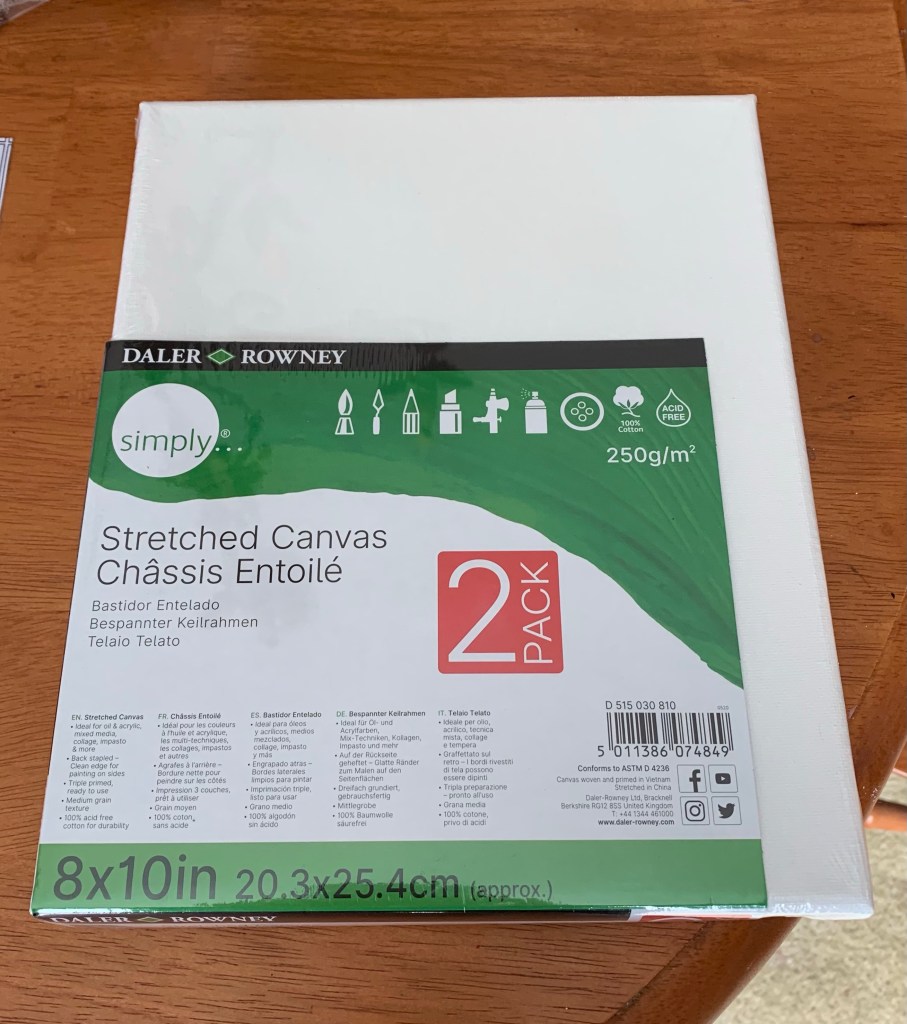 DALER ROWNEY
simply...®
100%
Cotton
ACID
FREE
250g/m²
Stretched Canvas
Châssis Entoilé
Bastidor Entelado
Bespannter Keilrahmen
Telaio Telato
2 PACK
EN. Stretched Canvas
• Ideal for oil & acrylic,
mixed media,
collage, impasto
& more
• Back stapled –
Clean edge for
painting on sides
• Triple primed,
ready to use
• Medium grain
texture
• 100% acid free
cotton for durability
FR. Châssis Entoilé
• Idéal pour les couleurs
à l'huile et acrylique,
les multi-techniques,
les collages, impastos
et autres
• Agrafes à l'arrière –
Bordure nette pour
peindre sur les côtés
• Impression 3 couches,
prêt à utiliser
• Grain moyen
• 100% coton,
sans acide
ES. Bastidor Entelado
• Ideal para óleos
y acrílicos, medios
mezclados,
collage, impasto
y más
• Engrapado atras –
Bordes laterales
limpios para pintar
• Imprimación triple,
listo para usar
• Grano medio
• 100% algodón
sin ácido
DE. Bespannter Keilrahmen
• Ideal für Öl- und
Acrylfarben,
Mix-Techniken, Kollagen,
Impasto und mehr
• Auf der Rückseite
geheftet – Glatte Ränder
zum Malen auf den
Seitenflächen
• Dreifach grundiert,
gebrauchsfertig
• Mittlegrobe
• 100% Baumwolle
säurefrei
IT. Telaio Telato
• Ideale per olio,
acrilico, tecnica
mista, collage
e tempera
• Graffettato sul
retro – I bordi rivestiti
di tela possono
essere dipinti
• Tripla preparazione
– pronto all'uso
• Grana media
• 100% cotone,
privo di acidi
D 515 030 810
5 011386 074849
Conforms to ASTM D 4236
Canvas woven and primed in Vietnam
Stretched in China
Daler-Rowney Ltd, Bracknell
Berkshire RG12 8SS United Kingdom
T: +44 1344 461000
www.daler-rowney.com
8x10in 20.3x25.4cm (approx.)
DALER ROWNEY